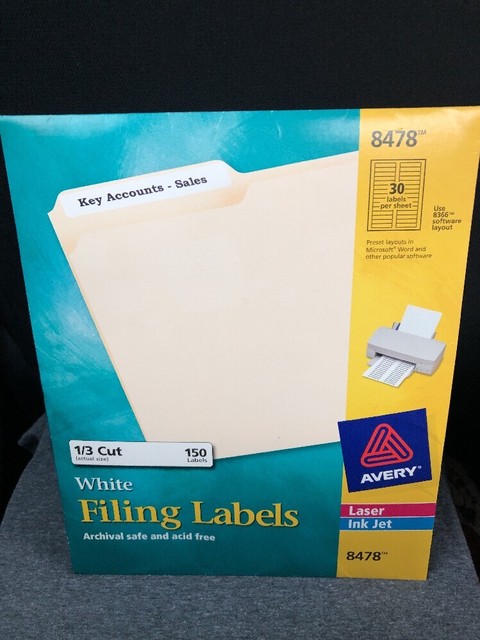 8478™
30
labels
per sheet
Use
8366™
software
layout
Preset layouts in
Microsoft® Word and
other popular software
Key Accounts - Sales
1/3 Cut
(actual size)
150
Labels
White
Filing Labels
Archival safe and acid free
AVERY®
Laser
Ink Jet
8478™